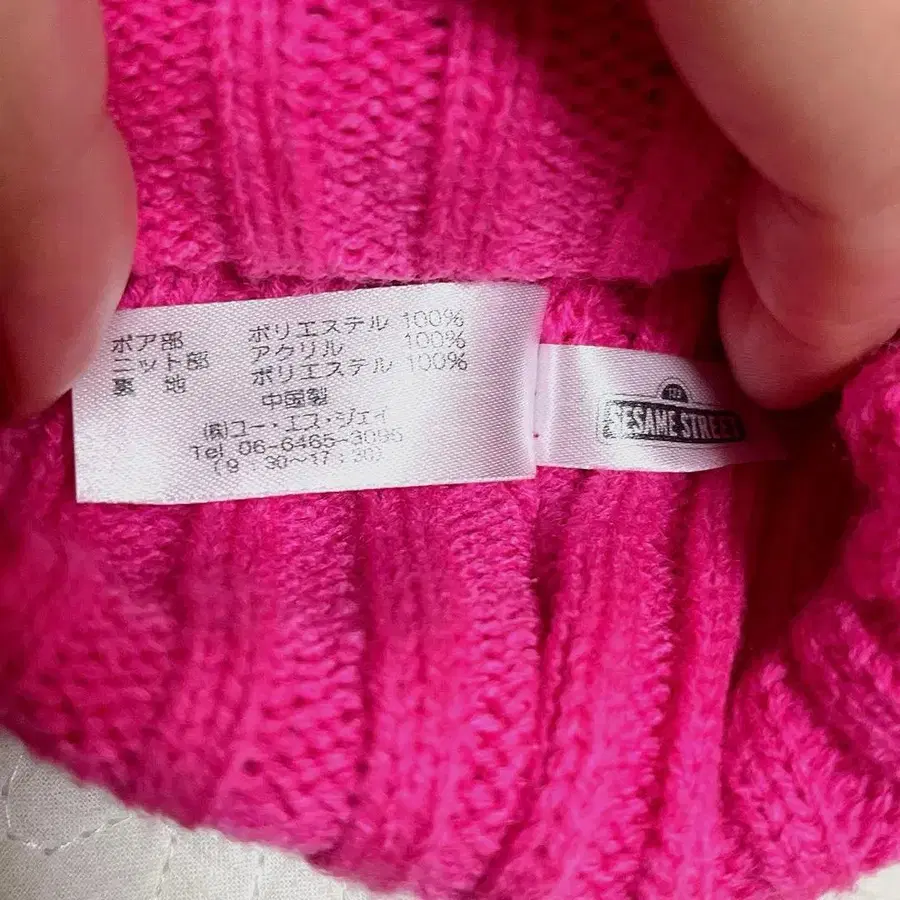 ボア部 ポリエステル 100%
ニット部 アクリル 100%
裏 地 ポリエステル 100%
中国製
㈱ユー・エス・ジェイ
Tel 06-6465-3095
(9：30〜17：30)
123
SESAME STREET